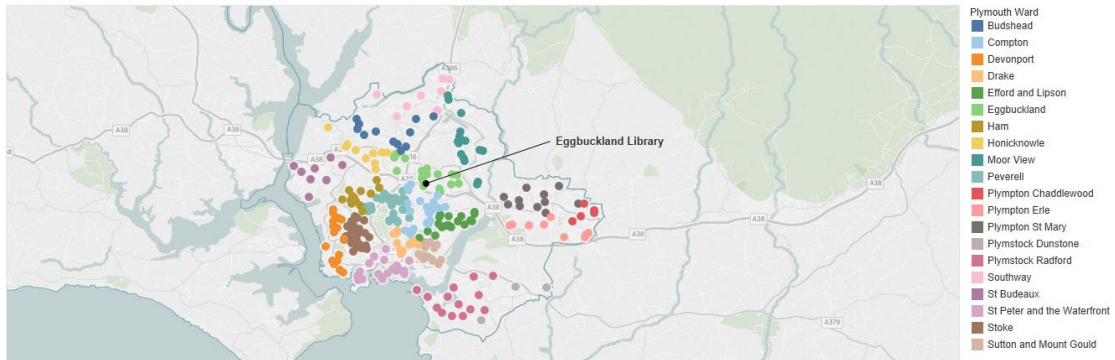 Plymouth Ward
Budshead
Compton
Devonport
Drake
Efford and Lipson
Eggbuckland
Ham
Honicknowle
Moor View
Peverell
Plympton Chaddlewood
Plympton Erle
Plympton St Mary
Plymstock Dunstone
Plymstock Radford
Southway
St Budeaux
St Peter and the Waterfront
Stoke
Sutton and Mount Gould
A386
Eggbuckland Library
A38
A38
A38
A38
A38
A38
A38
A38
A379